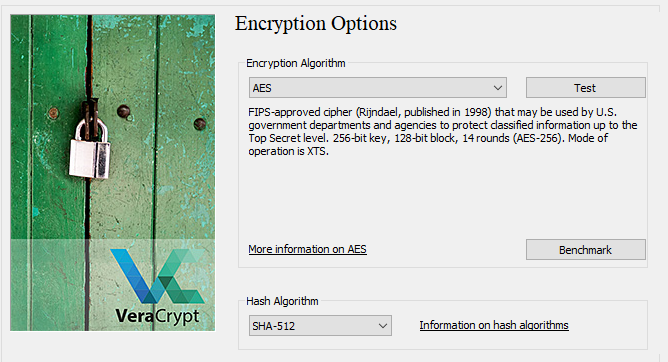 Encryption Options
Encryption Algorithm
AES
Test
FIPS-approved cipher (Rijndael, published in 1998) that may be used by U.S.
government departments and agencies to protect classified information up to the
Top Secret level. 256-bit key, 128-bit block, 14 rounds (AES-256). Mode of
operation is XTS.
More information on AES
Benchmark
VeraCrypt
Hash Algorithm
SHA-512
Information on hash algorithms